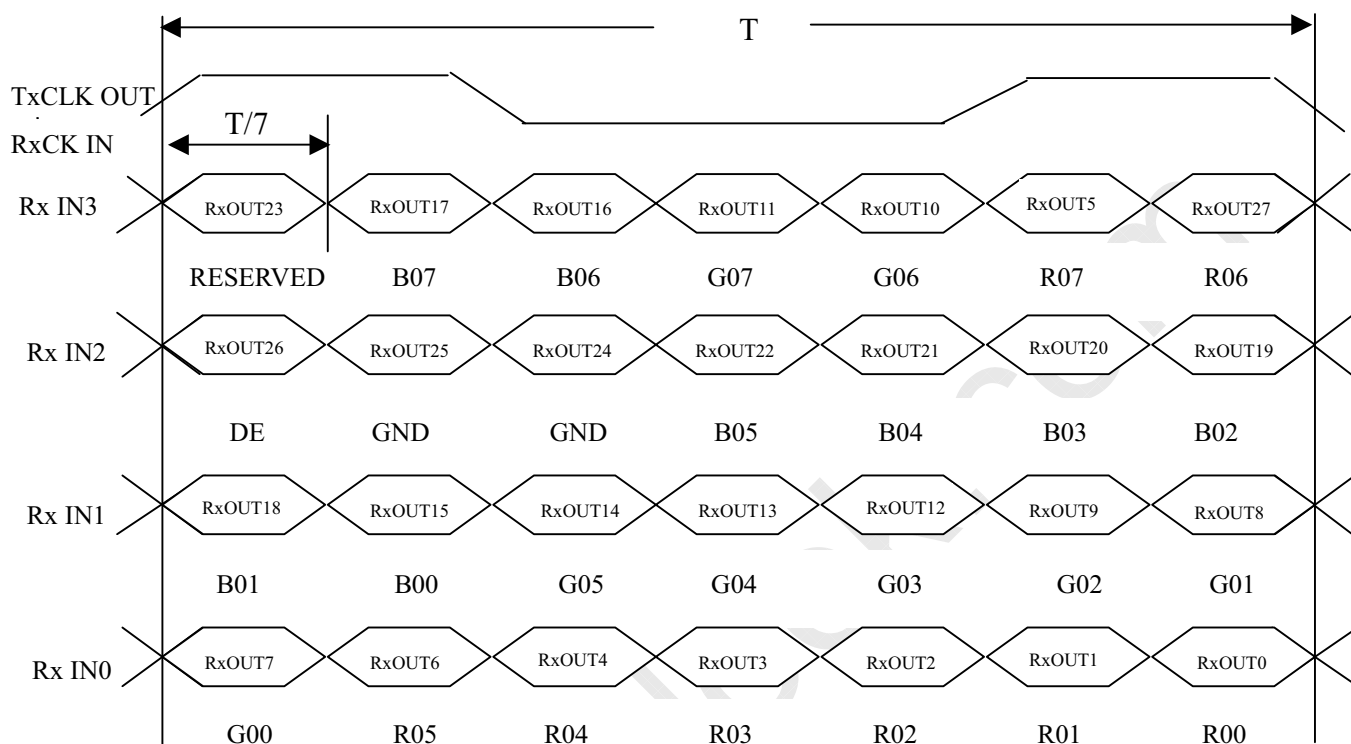 T
TxCLK OUT
T/7
RxCK IN
Rx IN3 RxOUT23 RxOUT17 RxOUT16 RxOUT11 RxOUT10 RxOUT5 RxOUT27
RESERVED B07 B06 G07 G06 R07 R06
Rx IN2 RxOUT26 RxOUT25 RxOUT24 RxOUT22 RxOUT21 RxOUT20 RxOUT19
DE GND GND B05 B04 B03 B02
Rx IN1 RxOUT18 RxOUT15 RxOUT14 RxOUT13 RxOUT12 RxOUT9 RxOUT8
B01 B00 G05 G04 G03 G02 G01
Rx IN0 RxOUT7 RxOUT6 RxOUT4 RxOUT3 RxOUT2 RxOUT1 RxOUT0
G00 R05 R04 R03 R02 R01 R00